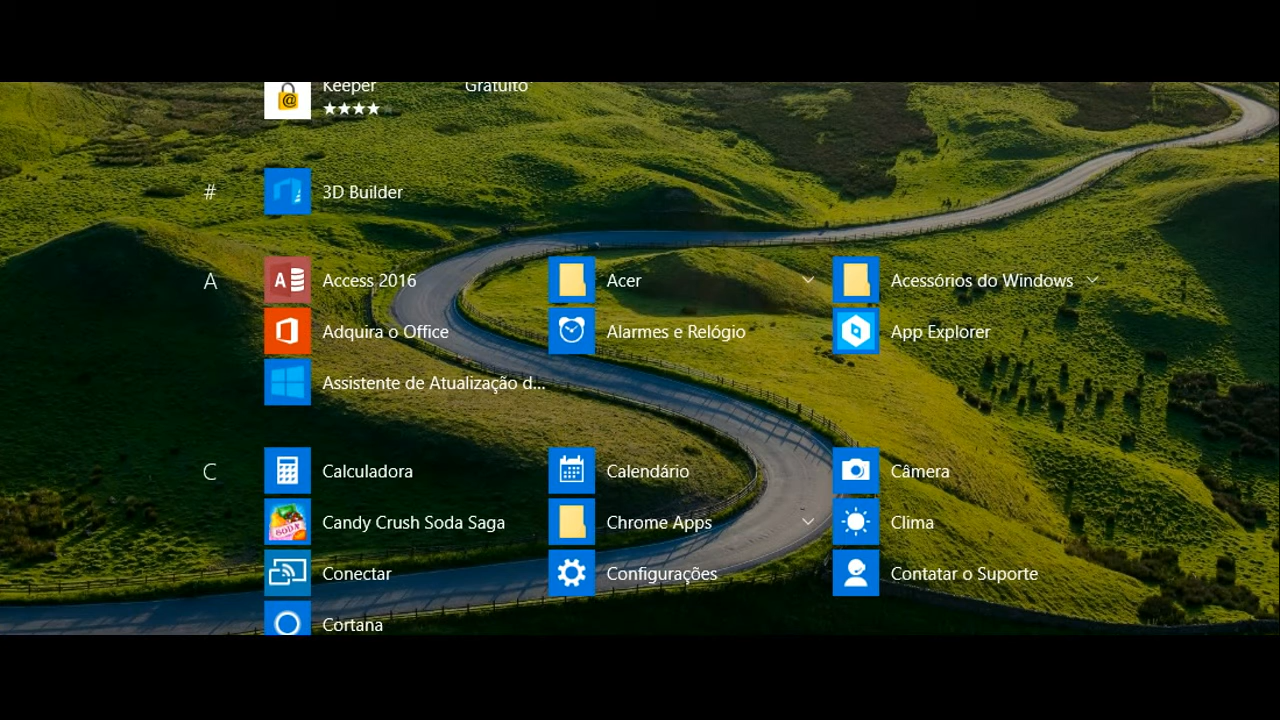 Keeper Gratuito
# 3D Builder
A Access 2016 Acer Acessórios do Windows
Adquira o Office Alarmes e Relógio App Explorer
Assistente de Atualização d...
C Calculadora Calendário Câmera
Candy Crush Soda Saga Chrome Apps Clima
Conectar Configurações Contatar o Suporte
Cortana